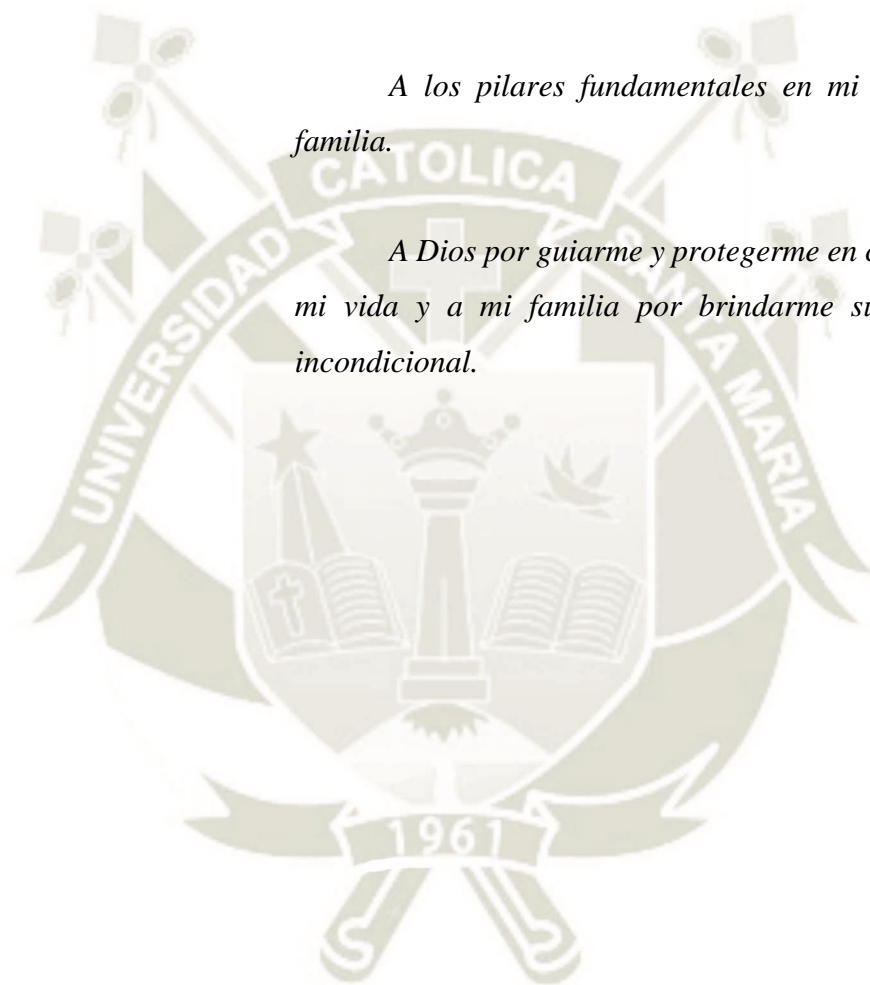 A los pilares fundamentales en mi
familia.
A Dios por guiarme y protegerme en
mi vida y a mi familia por brindarme
incondicional.
UNIVERSIDAD CATOLICA SANTA MARIA
1961